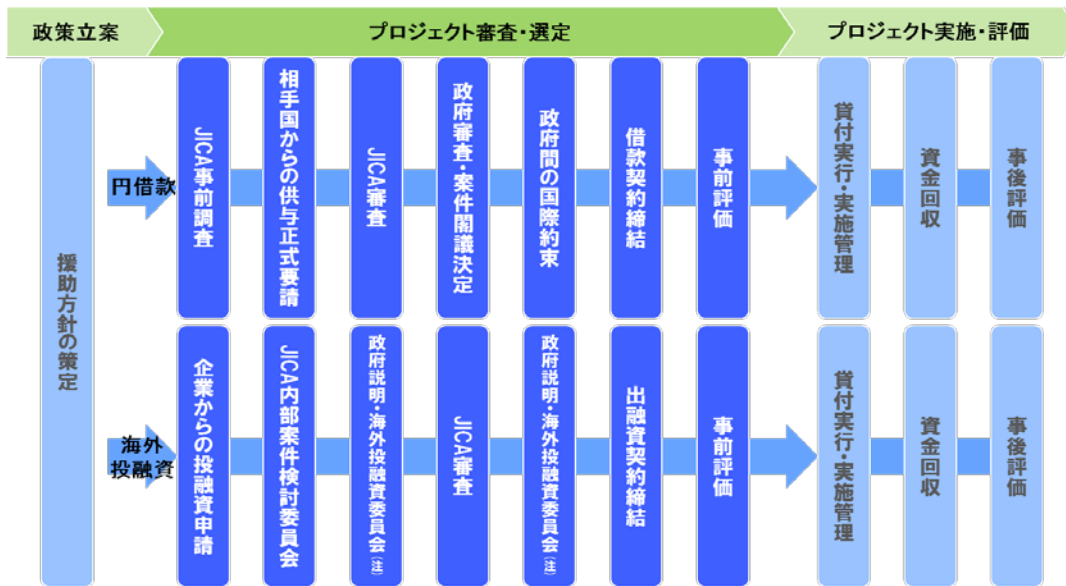 政策立案
プロジェクト審査・選定
プロジェクト実施・評価
援助方針の策定
円借款
JICA事前調査
相手国からの供与正式要請
JICA審査
政府審査・案件閣議決定
政府間の国際約束
借款契約締結
事前評価
貸付実行・実施管理
資金回収
事後評価
海外
投融資
企業からの投融資申請
JICA内部案件検討委員会
政府説明・海外投融資委員会(注)
JICA審査
政府説明・海外投融資委員会(注)
出融資契約締結
事前評価
貸付実行・実施管理
資金回収
事後評価